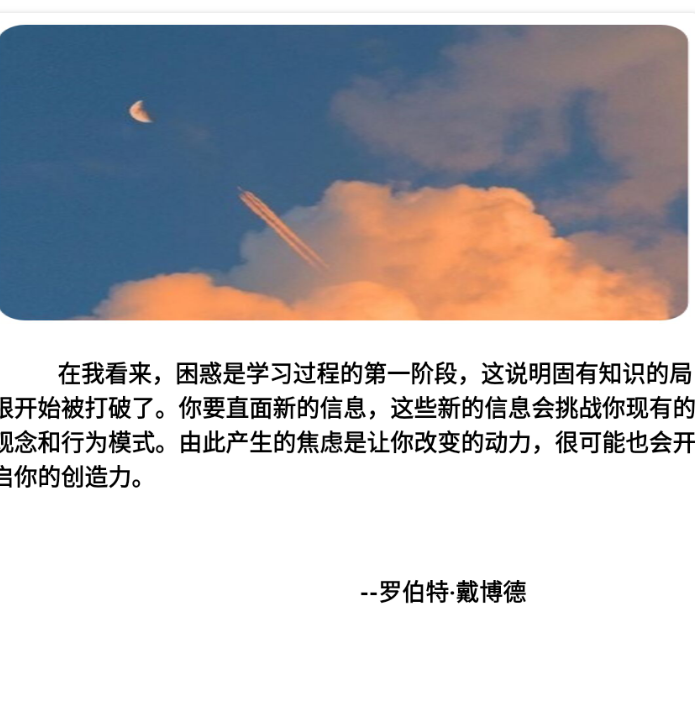 在我看来，困惑是学习过程的第一阶段，这说明固有知识的局
限开始被打破了。你要直面新的信息，这些新的信息会挑战你现有的
观念和行为模式。由此产生的焦虑是让你改变的动力，很可能也会开
启你的创造力。
--罗伯特·戴博德